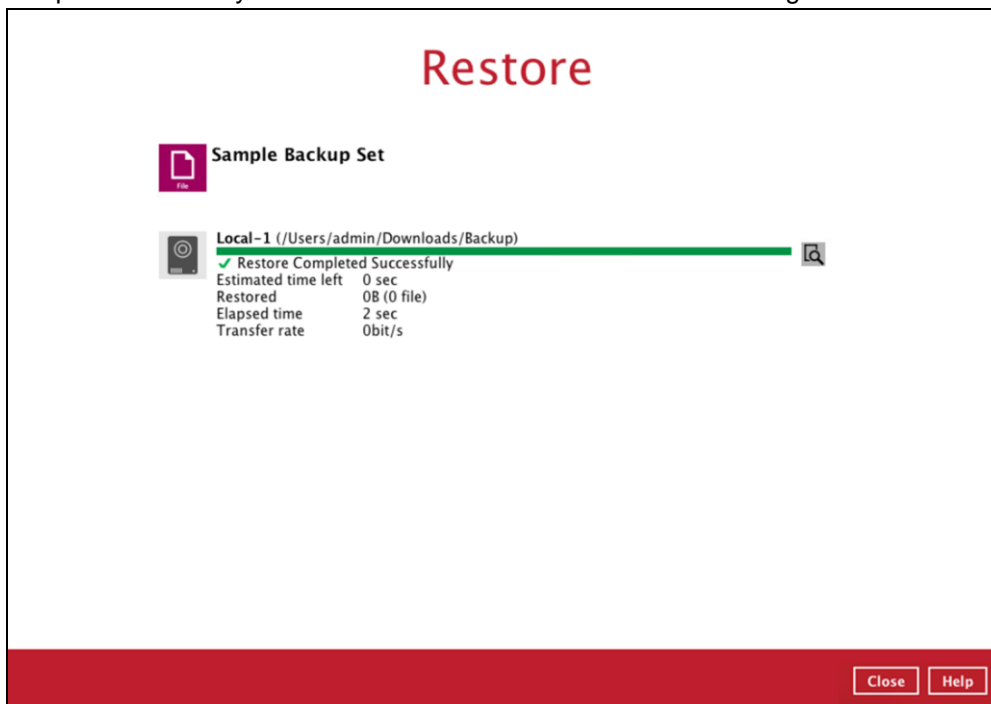 Restore
Sample Backup Set
File
Local-1 (/Users/admin/Downloads/Backup)
Restore Completed Successfully
Estimated time left 0 sec
Restored 0B (0 file)
Elapsed time 2 sec
Transfer rate 0bit/s
Close Help